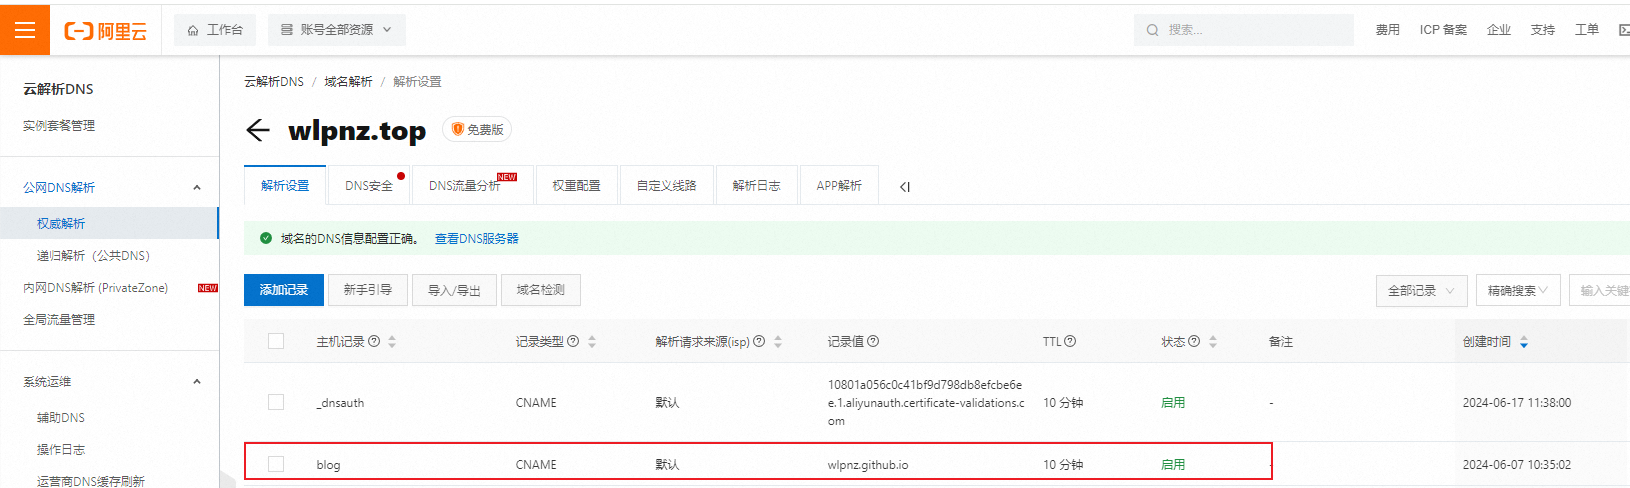 阿里云
工作台
账号全部资源
搜索...
费用
ICP 备案
企业
支持
工单
云解析DNS
实例套餐管理
公网DNS解析
权威解析
递归解析（公共DNS）
内网DNS解析 (PrivateZone)
NEW
全局流量管理
系统运维
辅助DNS
操作日志
运营商DNS缓存刷新
云解析DNS / 域名解析 / 解析设置
wlpnz.top
免费版
解析设置
DNS安全
DNS流量分析
NEW
权重配置
自定义线路
解析日志
APP解析
域名的DNS信息配置正确。 查看DNS服务器
添加记录
新手引导
导入/导出
域名检测
全部记录
精确搜索
输入关键
主机记录 记录类型 解析请求来源(isp) 记录值 TTL 状态 备注 创建时间
_dnsauth CNAME 默认 10801a056c0c41bf9d798db8efcbe6e
e.1.aliyunauth.certificate-validations.c
om
10 分钟 启用 - 2024-06-17 11:38:00
blog CNAME 默认 wlpnz.github.io 10 分钟 启用 - 2024-06-07 10:35:02